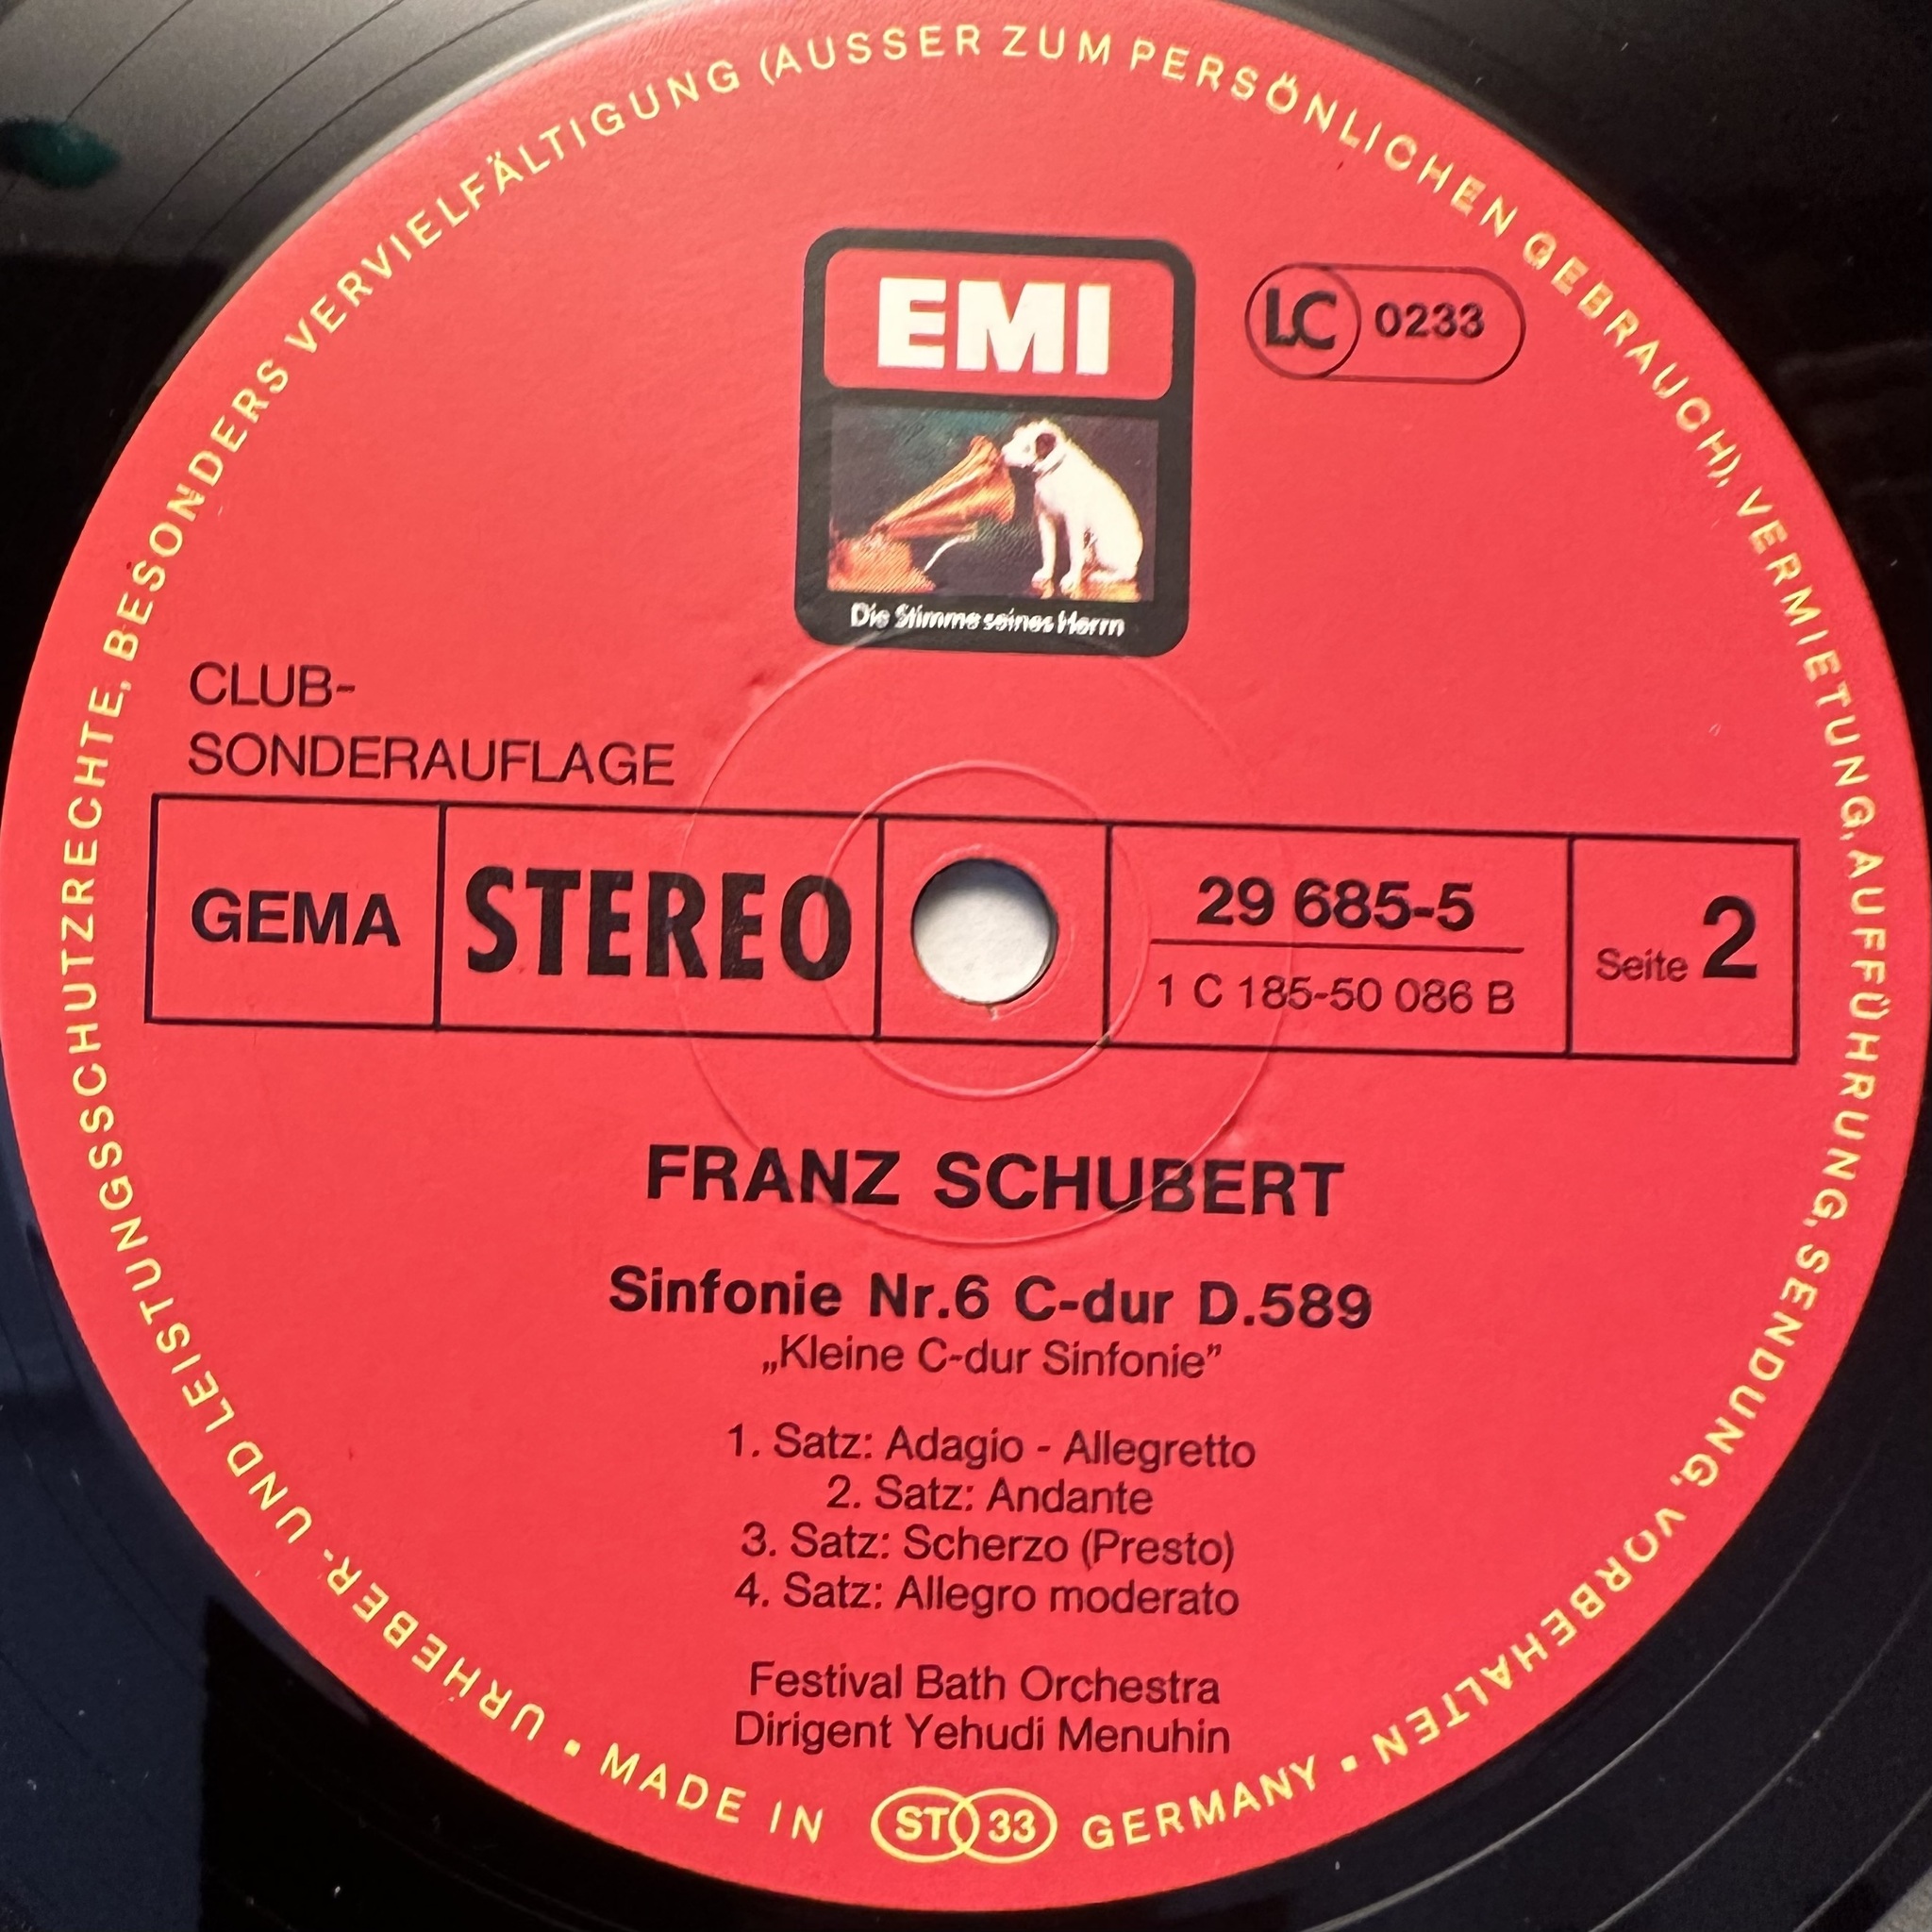 URHEBER- UND LEISTUNGSSCHUTZRECHTE, BESONDERS VERVIELFÄLTIGUNG (AUSSER ZUM PERSÖNLICHEN GEBRAUCH), VERMIETUNG, AUFFÜHRUNG, SENDUNG, VORBEHALTEN
EMI
LC 0233
Die Stimme seines Herrn
CLUB-
SONDERAUFLAGE
GEMA
STEREO
29 685-5
1 C 185-50 086 B
Seite 2
FRANZ SCHUBERT
Sinfonie Nr.6 C-dur D.589
„Kleine C-dur Sinfonie”
1. Satz: Adagio - Allegretto
2. Satz: Andante
3. Satz: Scherzo (Presto)
4. Satz: Allegro moderato
Festival Bath Orchestra
Dirigent Yehudi Menuhin
▪ MADE IN ST 33 GERMANY ▪